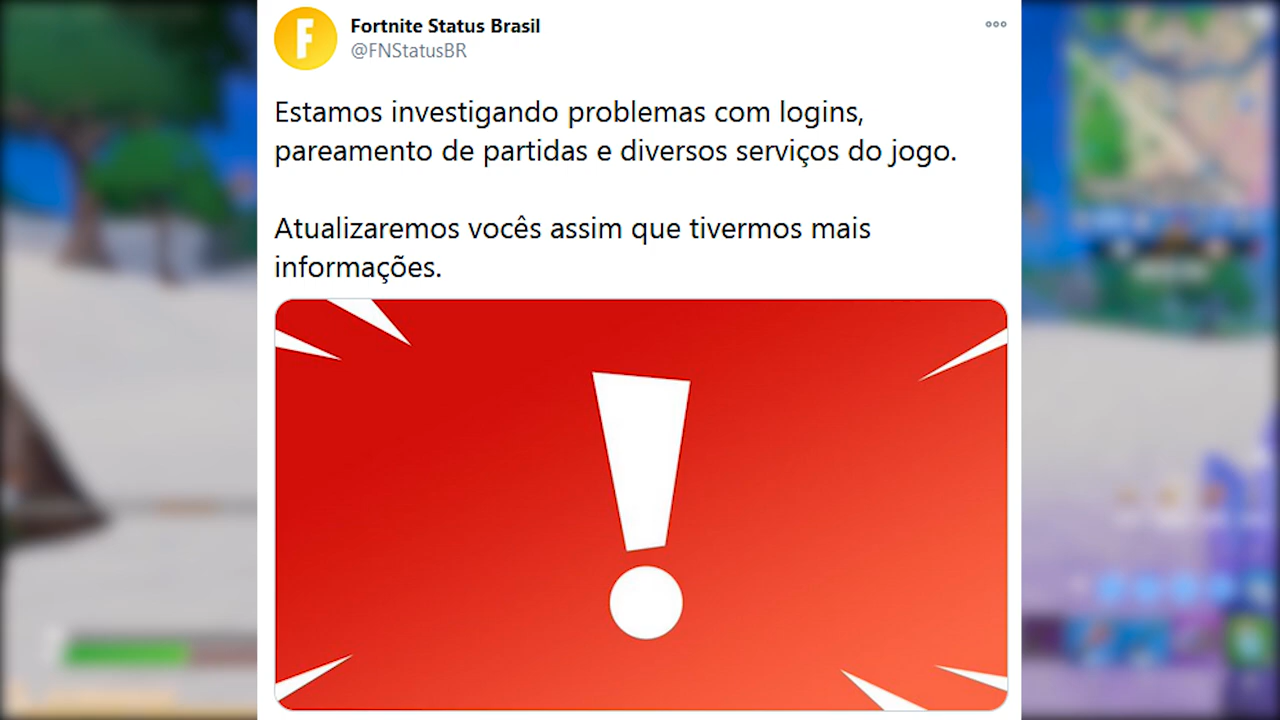 Fortnite Status Brasil
@FNStatusBR
Estamos investigando problemas com logins,
pareamento de partidas e diversos serviços do jogo.
Atualizaremos vocês assim que tivermos mais
informações.